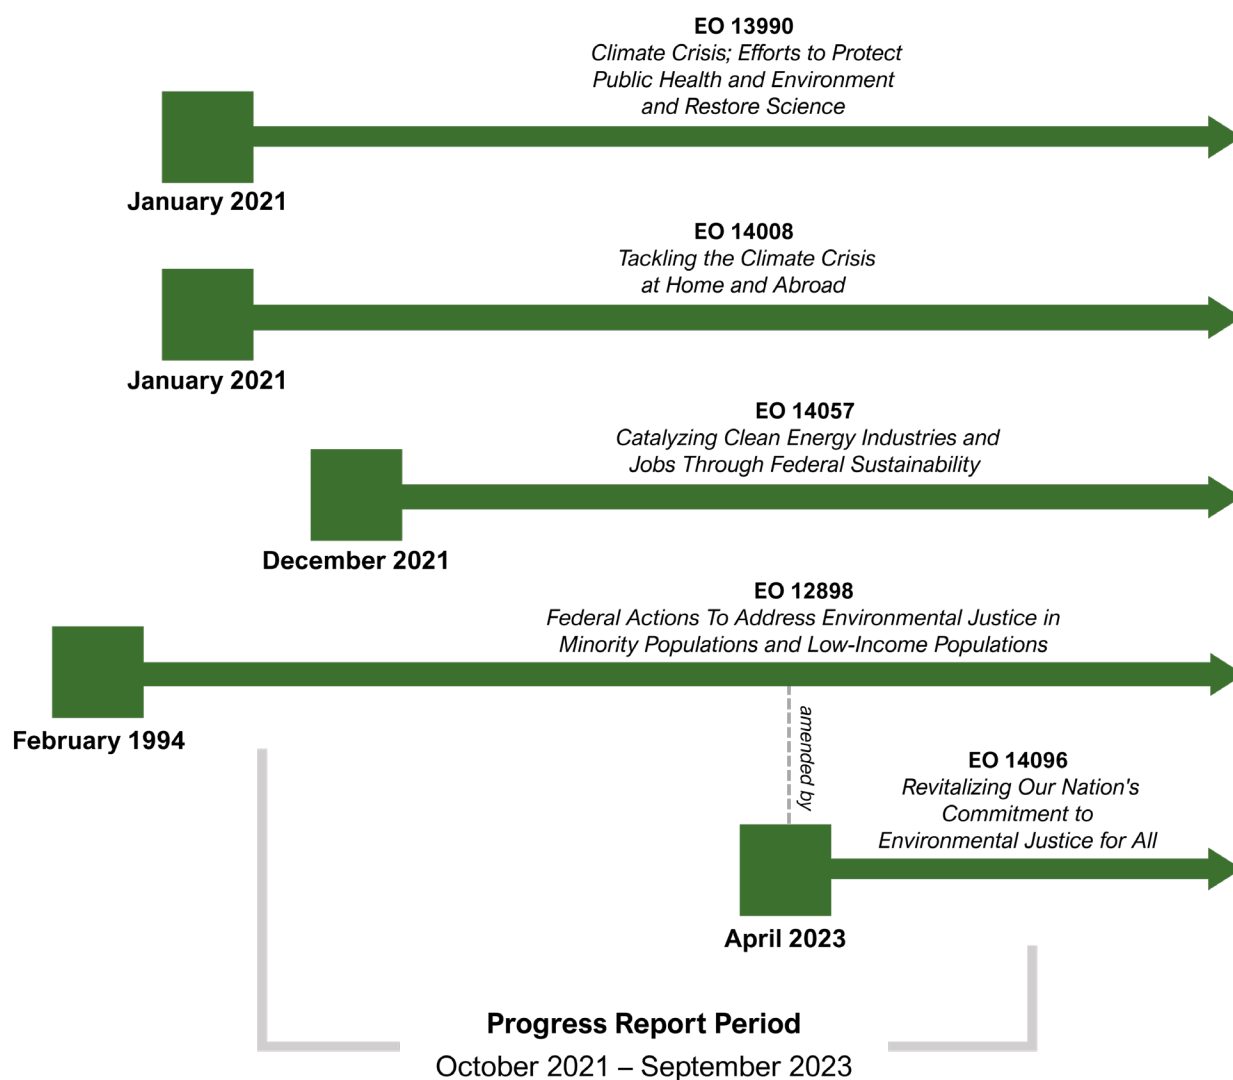 EO 13990
Climate Crisis; Efforts to Protect
Public Health and Environment
and Restore Science
January 2021
EO 14008
Tackling the Climate Crisis
at Home and Abroad
January 2021
EO 14057
Catalyzing Clean Energy Industries and
Jobs Through Federal Sustainability
December 2021
EO 12898
Federal Actions To Address Environmental Justice in
Minority Populations and Low-Income Populations
February 1994
amended by
EO 14096
Revitalizing Our Nation's
Commitment to
Environmental Justice for All
April 2023
Progress Report Period
October 2021 – September 2023